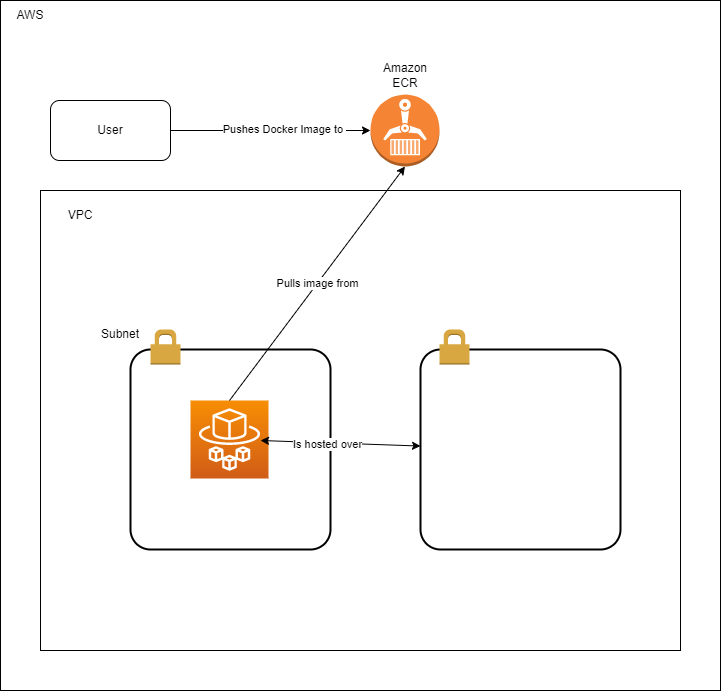 AWS
Amazon
ECR
User
Pushes Docker Image to
VPC
Pulls image from
Subnet
Is hosted over